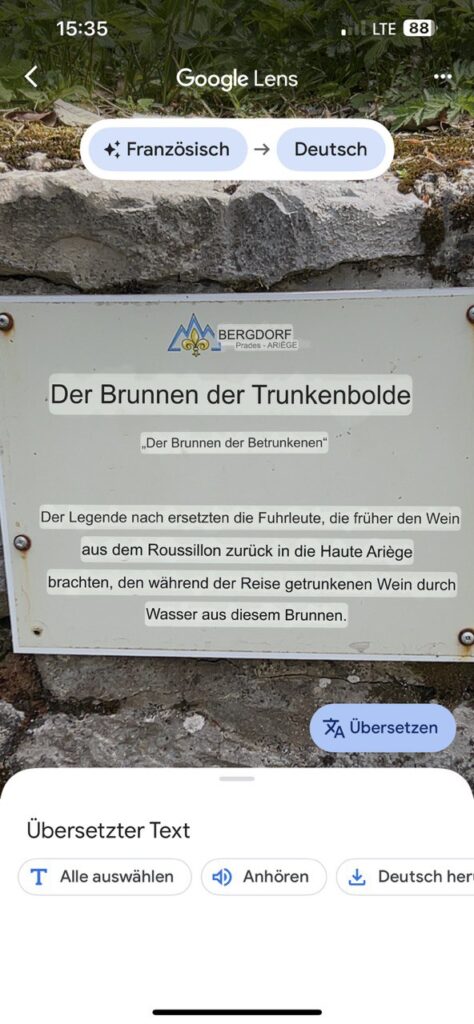 15:35
LTE 88
Google Lens
Französisch → Deutsch
BERGDORF
Prades - ARIÈGE
Der Brunnen der Trunkenbolde
„Der Brunnen der Betrunkenen“
Der Legende nach ersetzten die Fuhrleute, die früher den Wein
aus dem Roussillon zurück in die Haute Ariège
brachten, den während der Reise getrunkenen Wein durch
Wasser aus diesem Brunnen.
Übersetzen
Übersetzter Text
Alle auswählen
Anhören
Deutsch her